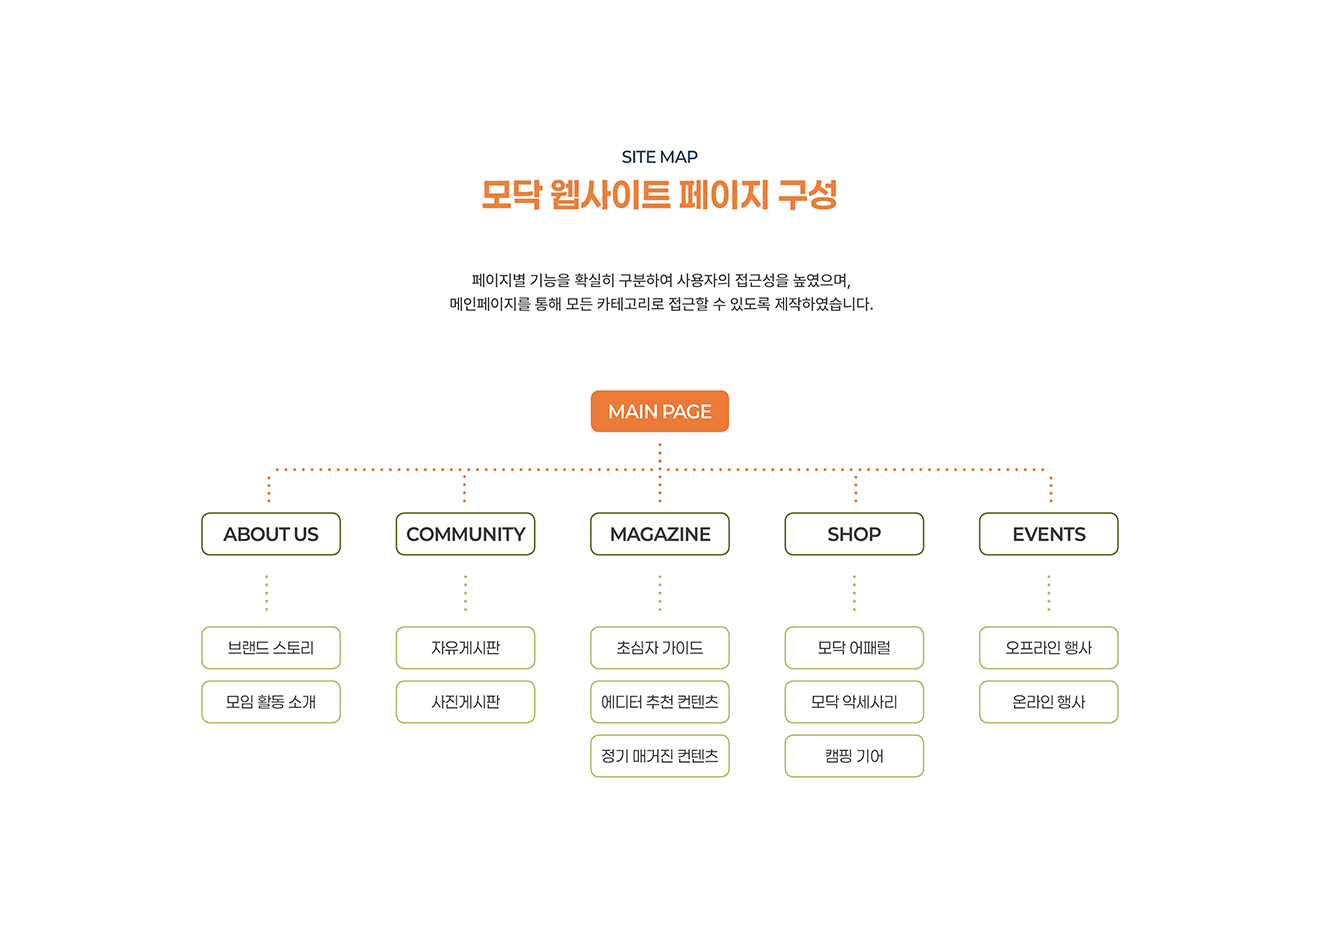 SITE MAP
모닥 웹사이트 페이지 구성
페이지별 기능을 확실히 구분하여 사용자의 접근성을 높였으며,
메인페이지를 통해 모든 카테고리로 접근할 수 있도록 제작하였습니다.
MAIN PAGE
ABOUT US
COMMUNITY
MAGAZINE
SHOP
EVENTS
브랜드 스토리
자유게시판
초심자 가이드
모닥 어패럴
오프라인 행사
모임 활동 소개
사진게시판
에디터 추천 컨텐츠
모닥 악세사리
온라인 행사
정기 매거진 컨텐츠
캠핑 기어